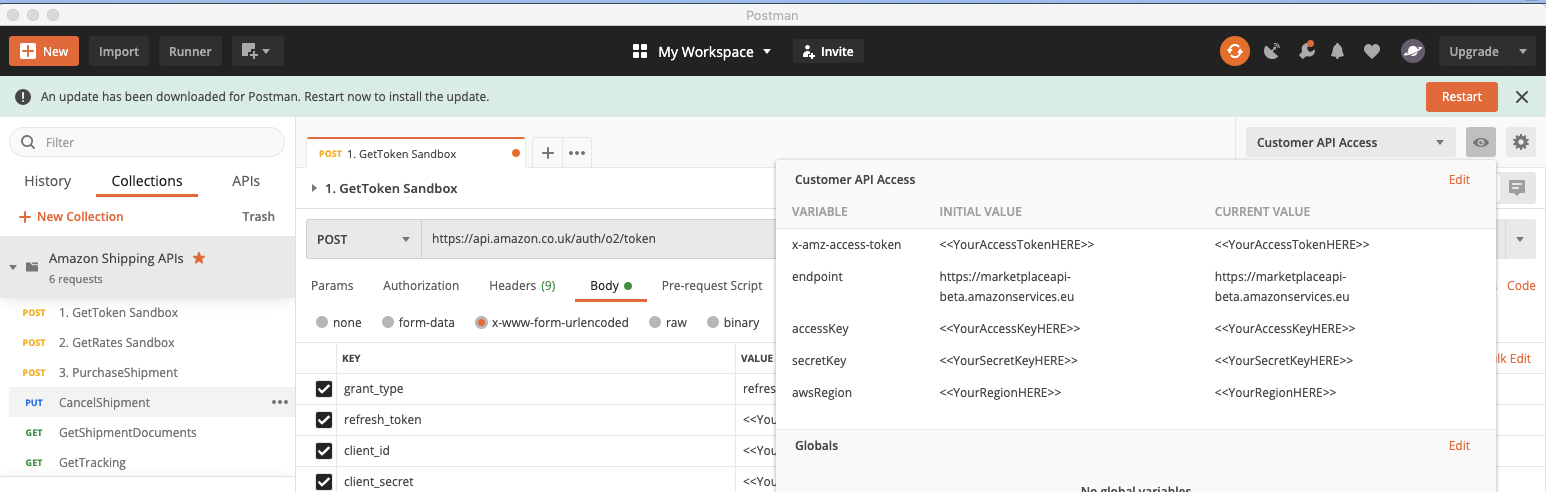 Postman
New Import Runner My Workspace Invite Upgrade
An update has been downloaded for Postman. Restart now to install the update. Restart
Filter
History Collections APIs
+ New Collection Trash
Amazon Shipping APIs
6 requests
POST 1. GetToken Sandbox
POST 2. GetRates Sandbox
POST 3. PurchaseShipment
PUT CancelShipment
GET GetShipmentDocuments
GET GetTracking
POST 1. GetToken Sandbox
1. GetToken Sandbox
POST https://api.amazon.co.uk/auth/o2/token
Params Authorization Headers (9) Body Pre-request Script
Code
none form-data x-www-form-urlencoded raw binary
KEY VALUE
lk Edit
grant_type refres
refresh_token <<You
client_id <<You
client_secret <<You
Customer API Access
Customer API Access Edit
VARIABLE INITIAL VALUE CURRENT VALUE
x-amz-access-token <<YourAccessTokenHERE>> <<YourAccessTokenHERE>>
endpoint https://marketplaceapi- https://marketplaceapi-
beta.amazonservices.eu beta.amazonservices.eu
accessKey <<YourAccessKeyHERE>> <<YourAccessKeyHERE>>
secretKey <<YourSecretKeyHERE>> <<YourSecretKeyHERE>>
awsRegion <<YourRegionHERE>> <<YourRegionHERE>>
Globals Edit
No global variables